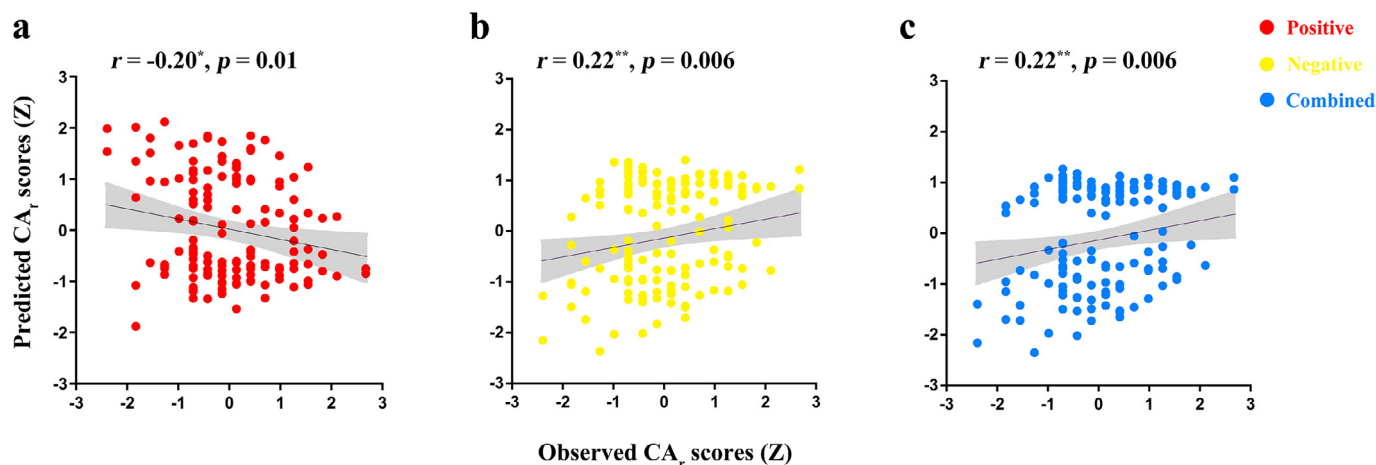 a
r = -0.20*, p = 0.01
b
r = 0.22**, p = 0.006
c
r = 0.22**, p = 0.006
Positive
Negative
Combined
Predicted CAr scores (Z)
3
2
1
0
-1
-2
-3
-3 -2 -1 0 1 2 3
3
2
1
0
-1
-2
-3
-3 -2 -1 0 1 2 3
3
2
1
0
-1
-2
-3
-3 -2 -1 0 1 2 3
Observed CAr scores (Z)